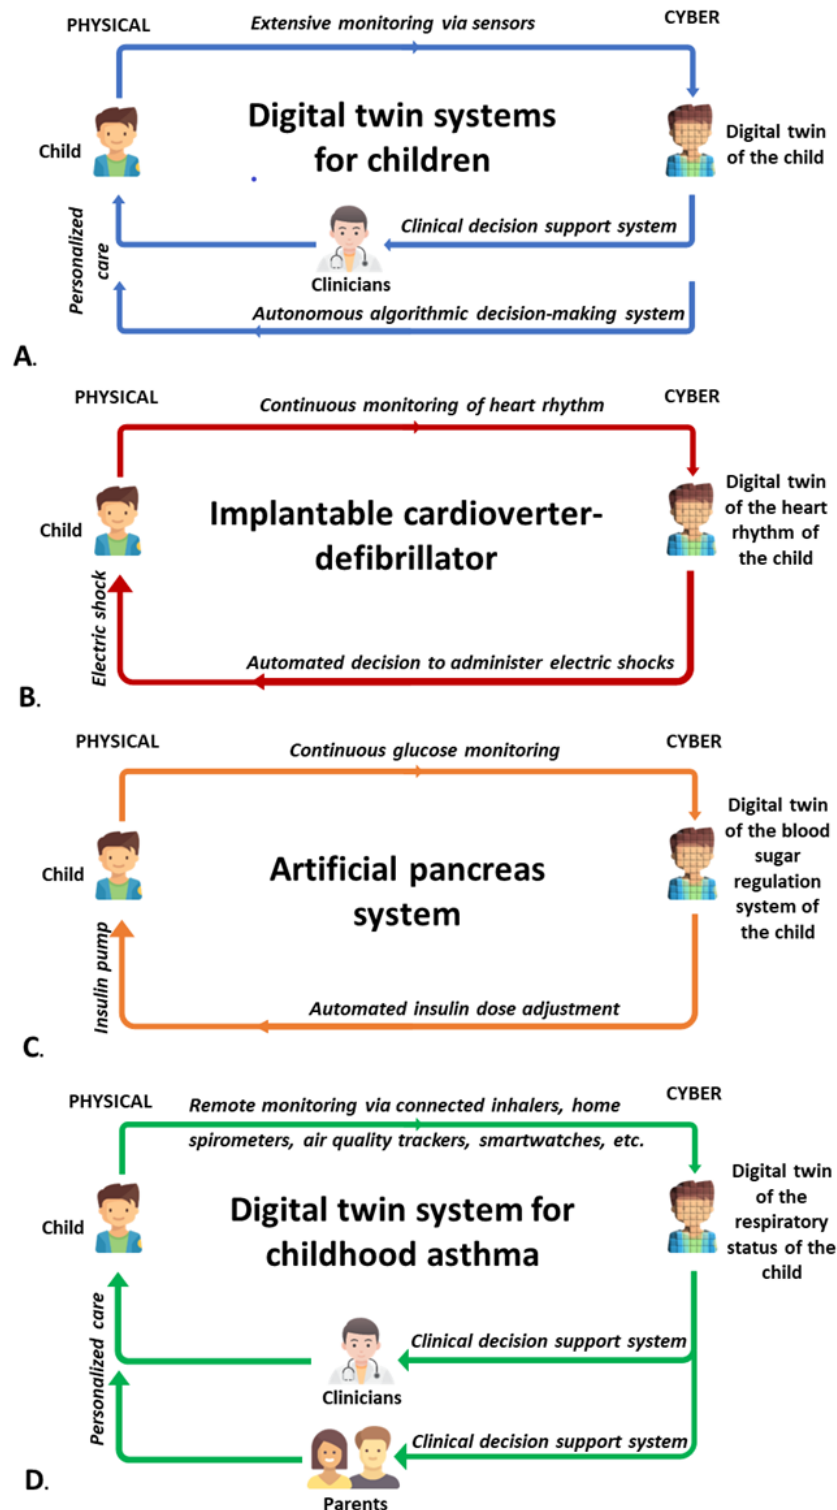 PHYSICAL
Extensive monitoring via sensors
CYBER
Digital twin systems
for children
Child
Digital twin
of the child
Personalized
care
Clinical decision support system
Clinicians
Autonomous algorithmic decision-making system
A.
PHYSICAL
Continuous monitoring of heart rhythm
CYBER
Implantable cardioverter-
defibrillator
Child
Digital twin
of the heart
rhythm of
the child
Electric shock
Automated decision to administer electric shocks
B.
PHYSICAL
Continuous glucose monitoring
CYBER
Artificial pancreas
system
Child
Digital twin
of the blood
sugar
regulation
system of
the child
Insulin pump
Automated insulin dose adjustment
C.
PHYSICAL
Remote monitoring via connected inhalers, home
spirometers, air quality trackers, smartwatches, etc.
CYBER
Digital twin system for
childhood asthma
Child
Digital twin
of the
respiratory
status of the
child
Personalized care
Clinical decision support system
Clinicians
Clinical decision support system
Parents
D.